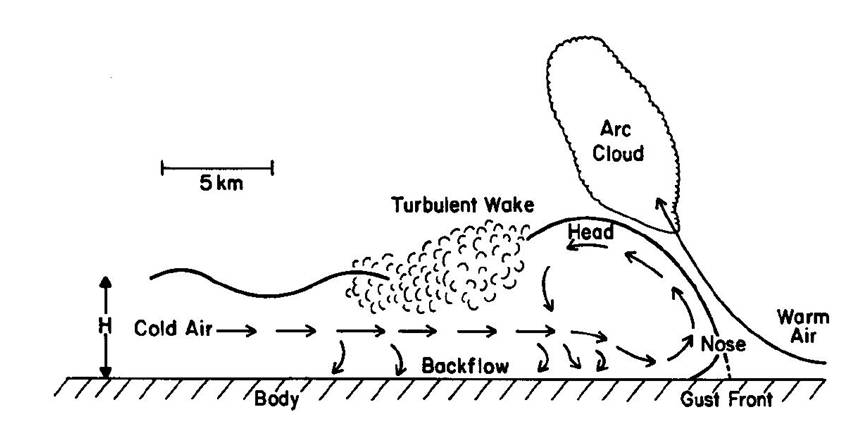 Arc
Cloud
5 km
Turbulent Wake
Head
H
Cold Air
Warm
Air
Nose
Backflow
Body
Gust Front